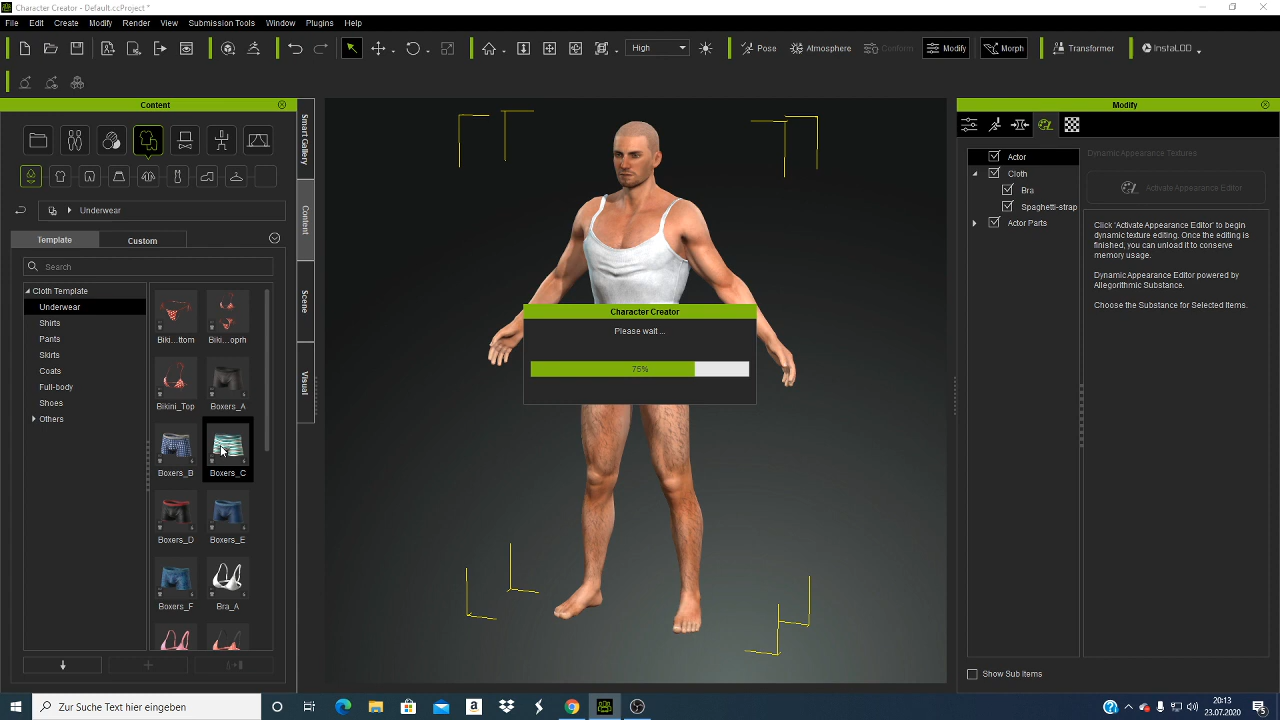 Character Creator - Default.ccProject *
File Edit Create Modify Render View Submission Tools Window Plugins Help
High Pose Atmosphere Conform Modify Morph Transformer InstaLOD
Content
Modify
Smart Gallery
Content
Scene
Visual
Underwear
Template Custom
Search
Cloth Template
Underwear
Shirts
Pants
Skirts
Coats
Full-body
Shoes
Others
Biki...ttom Biki...oprh
Bikini_Top Boxers_A
Boxers_B Boxers_C
Boxers_D Boxers_E
Boxers_F Bra_A
Character Creator
Please wait ...
75%
Actor
Cloth
Bra
Spaghetti-strap
Actor Parts
Dynamic Appearance Textures
Activate Appearance Editor
Click 'Activate Appearance Editor' to begin
dynamic texture editing. Once the editing is
finished, you can unload it to conserve
memory usage.
Dynamic Appearance Editor powered by
Allegorithmic Substance.
Choose the Substance for Selected Items.
Show Sub Items
Zur Suche Text hier eingeben
20:13
23.07.2020